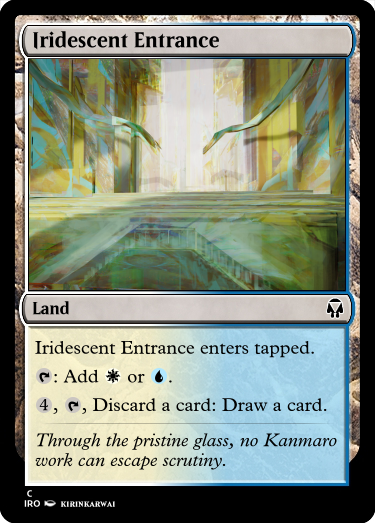 Iridescent Entrance
Land
Iridescent Entrance enters tapped.
: Add or .
4, , Discard a card: Draw a card.
Through the pristine glass, no Kanmaro
work can escape scrutiny.
C
IRO KIRINKARWAI